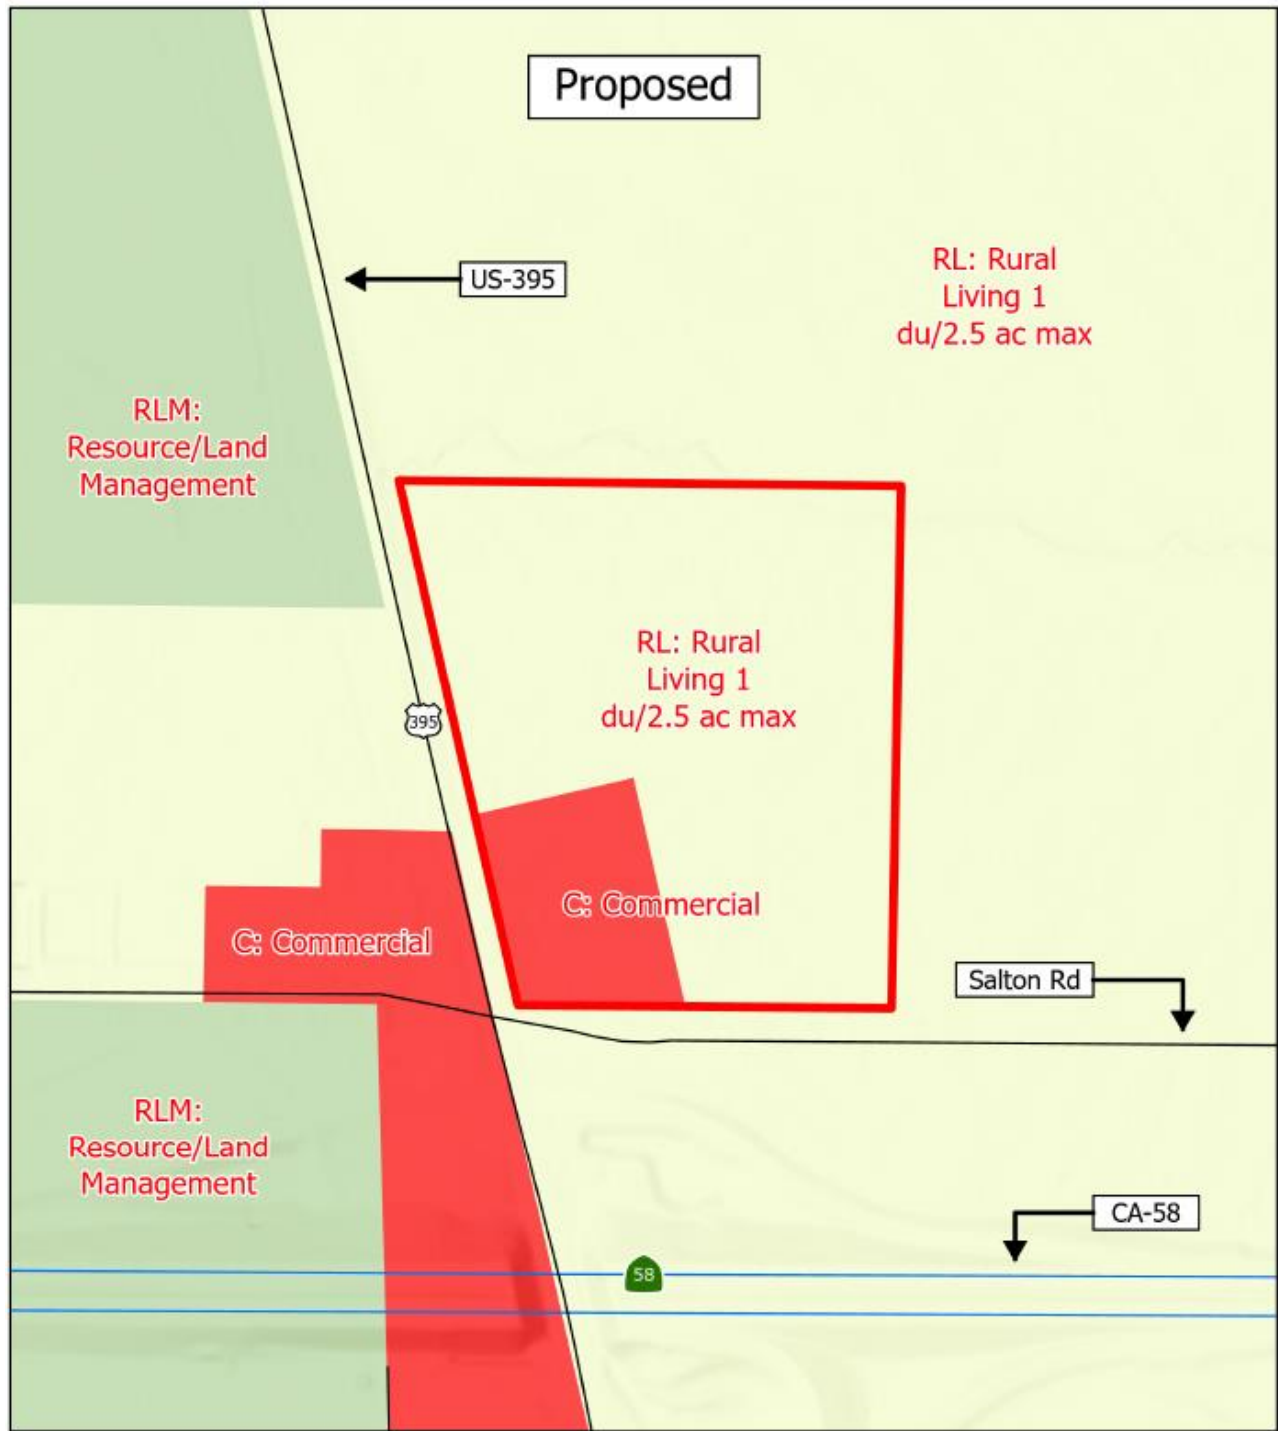 Proposed
US-395
RL: Rural
Living 1
du/2.5 ac max
RLM:
Resource/Land
Management
RL: Rural
Living 1
du/2.5 ac max
395
C: Commercial
C: Commercial
Salton Rd
RLM:
Resource/Land
Management
CA-58
58